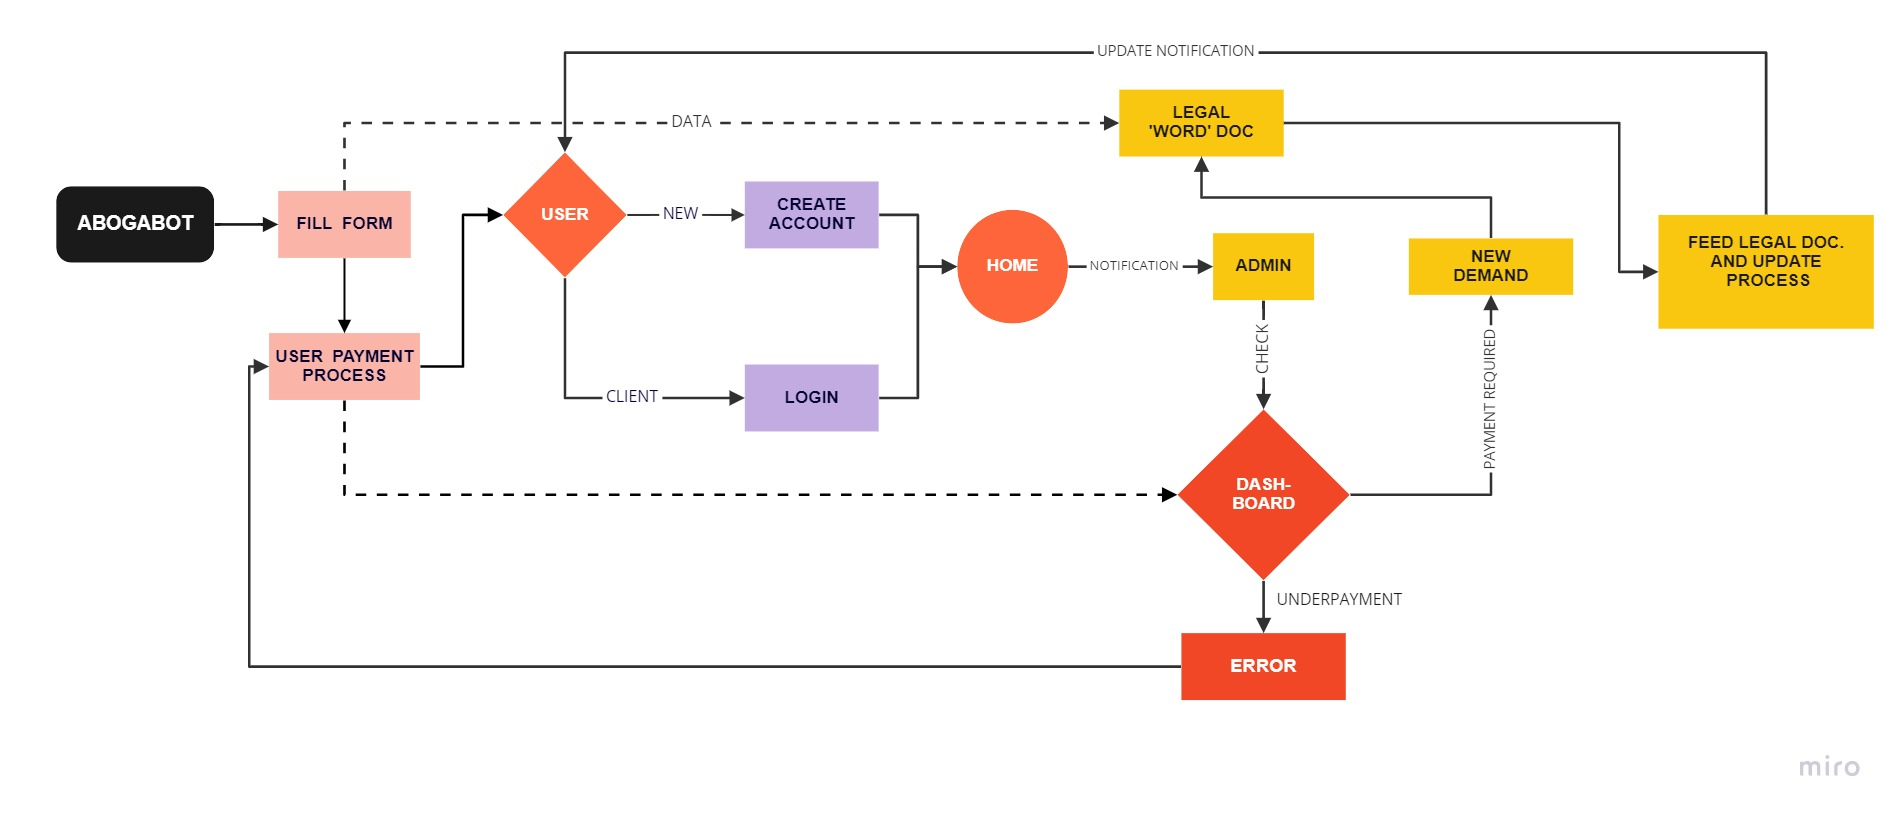 UPDATE NOTIFICATION
DATA
LEGAL
'WORD' DOC
ABOGABOT
FILL FORM
USER
NEW
CREATE
ACCOUNT
HOME
NOTIFICATION
ADMIN
NEW
DEMAND
FEED LEGAL DOC.
AND UPDATE
PROCESS
USER PAYMENT
PROCESS
CLIENT
LOGIN
CHECK
PAYMENT REQUIRED
DASH-
BOARD
UNDERPAYMENT
ERROR
miro